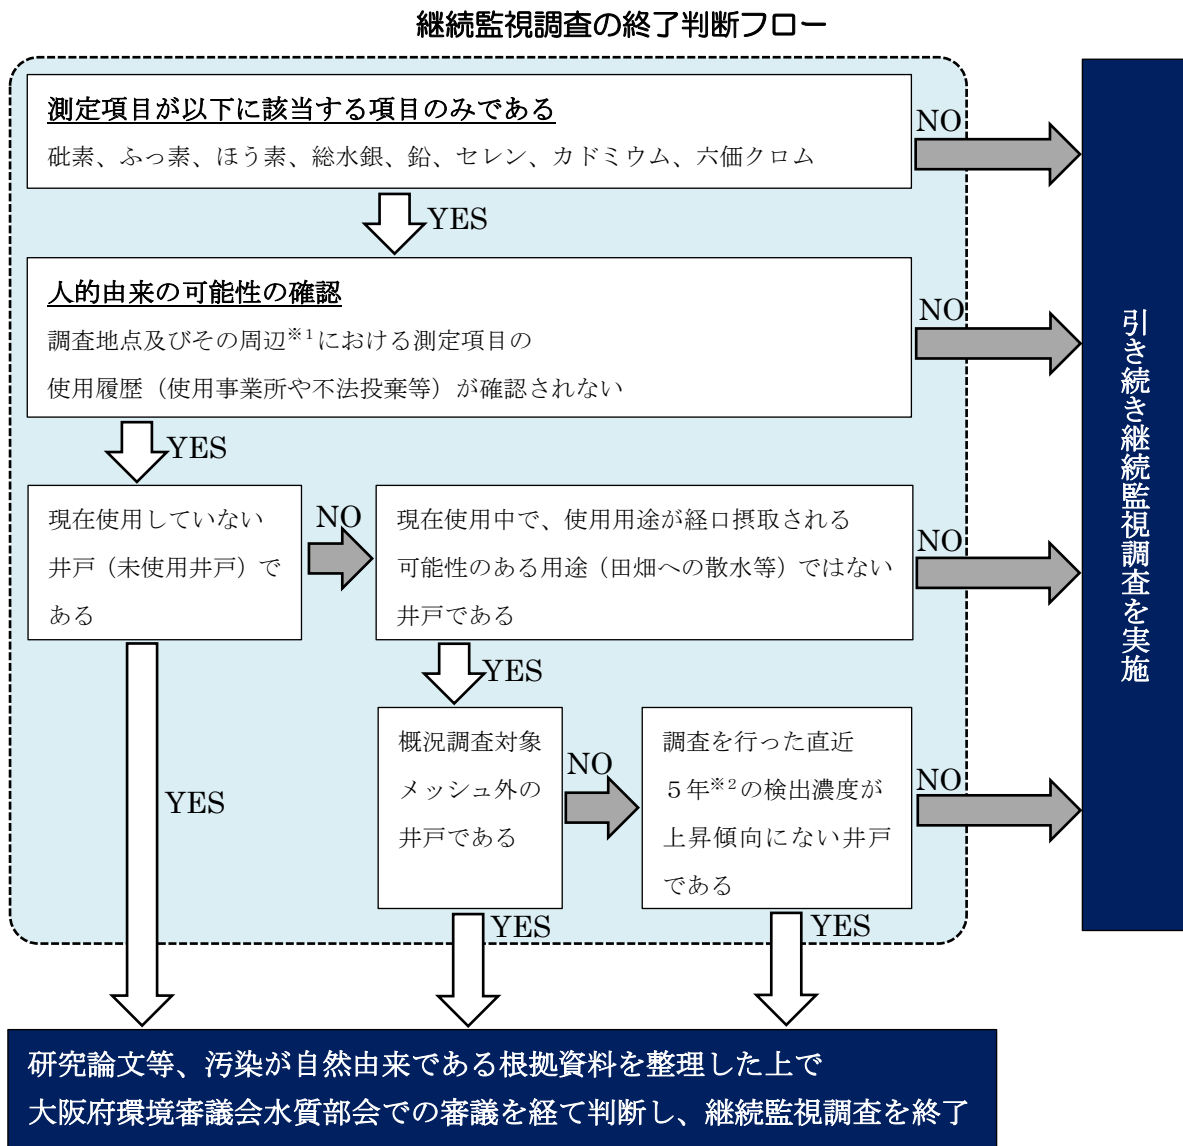 継続監視調査の終了判断フロー
測定項目が以下に該当する項目のみである
砒素、ふっ素、ほう素、総水銀、鉛、セレン、カドミウム、六価クロム
NO
YES
人的由来の可能性の確認
調査地点及びその周辺※1における測定項目の
使用履歴（使用事業所や不法投棄等）が確認されない
NO
YES
現在使用していない
井戸（未使用井戸）で
ある
NO
現在使用中で、使用用途が経口摂取される
可能性のある用途（田畑への散水等）ではない
井戸である
NO
YES
YES
概況調査対象
メッシュ外の
井戸である
NO
調査を行った直近
５年※2の検出濃度が
上昇傾向にない井戸
である
NO
YES
YES
引き続き継続監視調査を実施
研究論文等、汚染が自然由来である根拠資料を整理した上で
大阪府環境審議会水質部会での審議を経て判断し、継続監視調査を終了